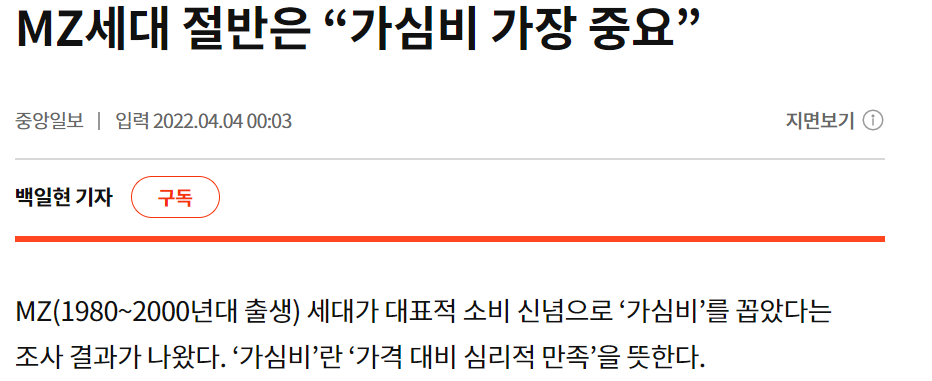 MZ세대 절반은 “가심비 가장 중요”
중앙일보 | 입력 2022.04.04 00:03
지면보기
백일현 기자
구독
MZ(1980~2000년대 출생) 세대가 대표적 소비 신념으로 ‘가심비’를 꼽았다는
조사 결과가 나왔다. ‘가심비’란 ‘가격 대비 심리적 만족’을 뜻한다.